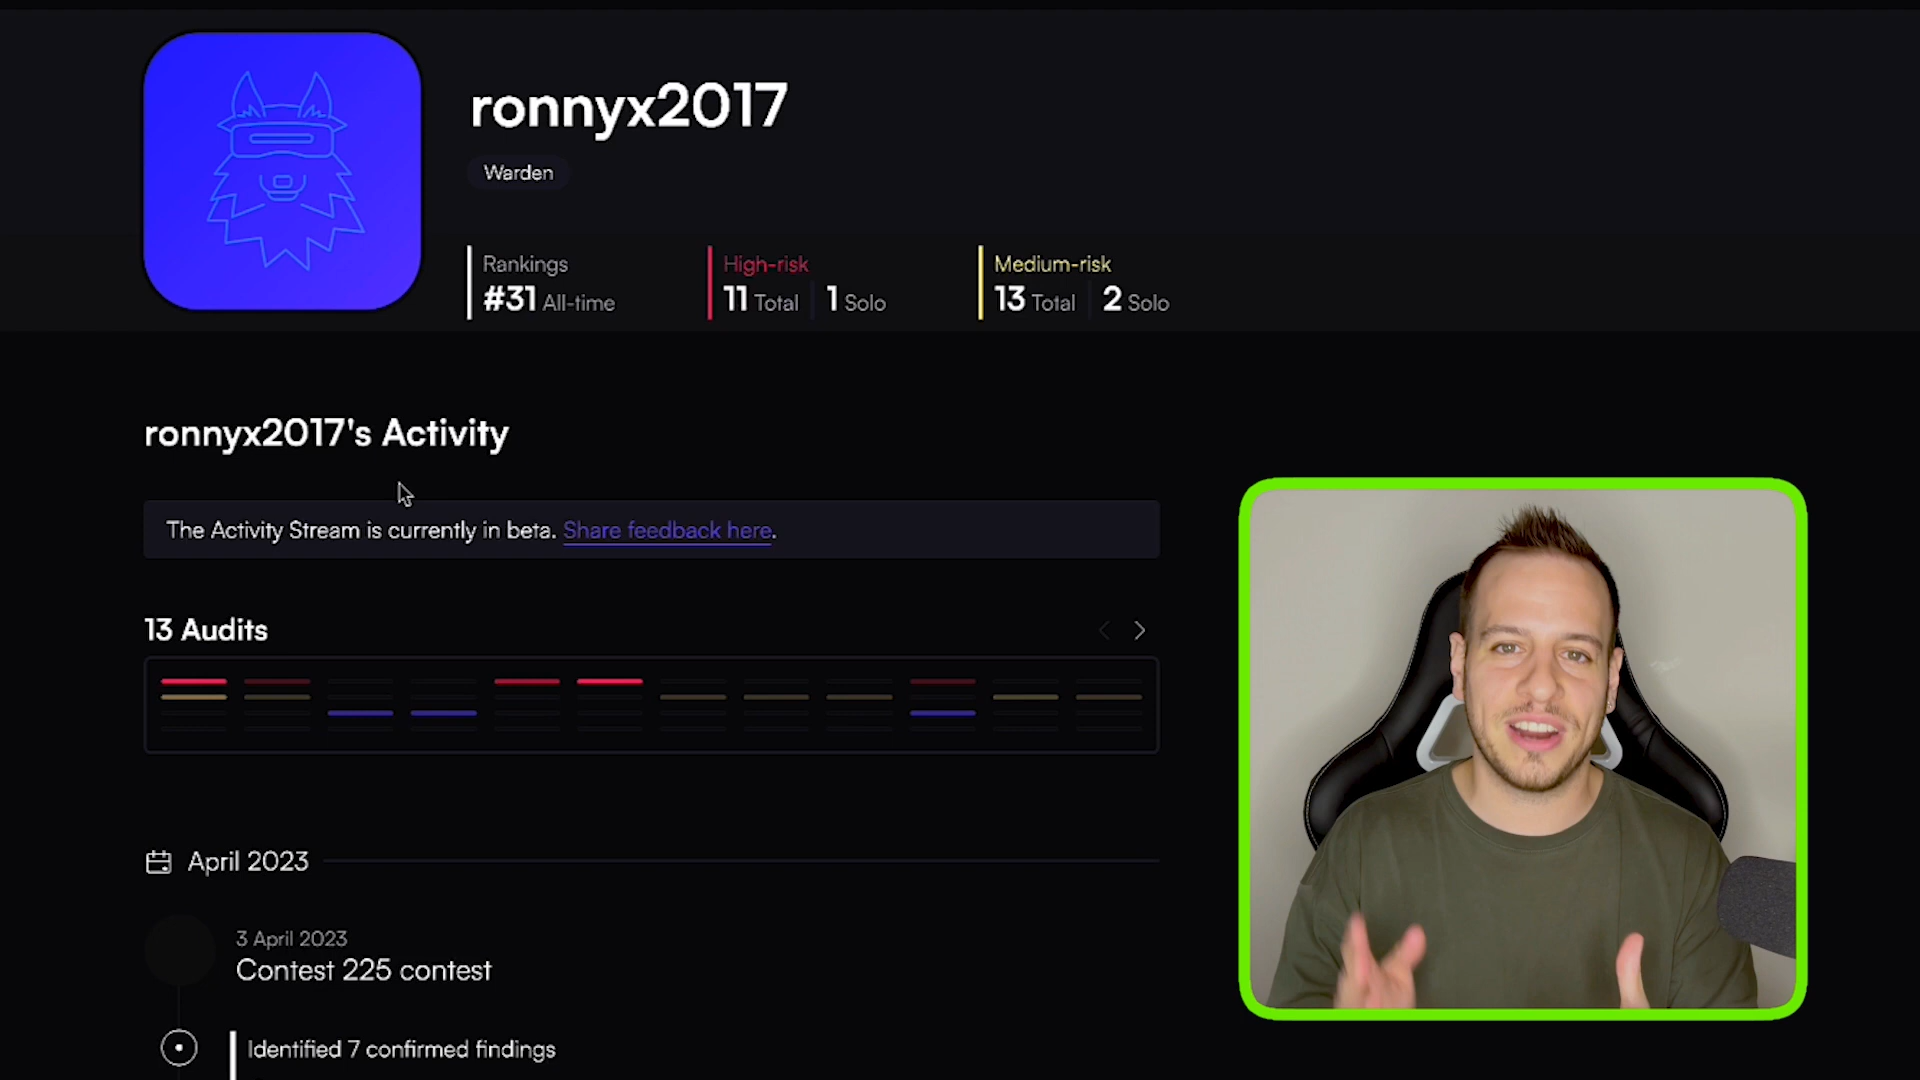 ronnyx2017
Warden
Rankings
#31 All-time
High-risk
11 Total 1 Solo
Medium-risk
13 Total 2 Solo
ronnyx2017's Activity
The Activity Stream is currently in beta. Share feedback here.
13 Audits
April 2023
3 April 2023
Contest 225 contest
Identified 7 confirmed findings